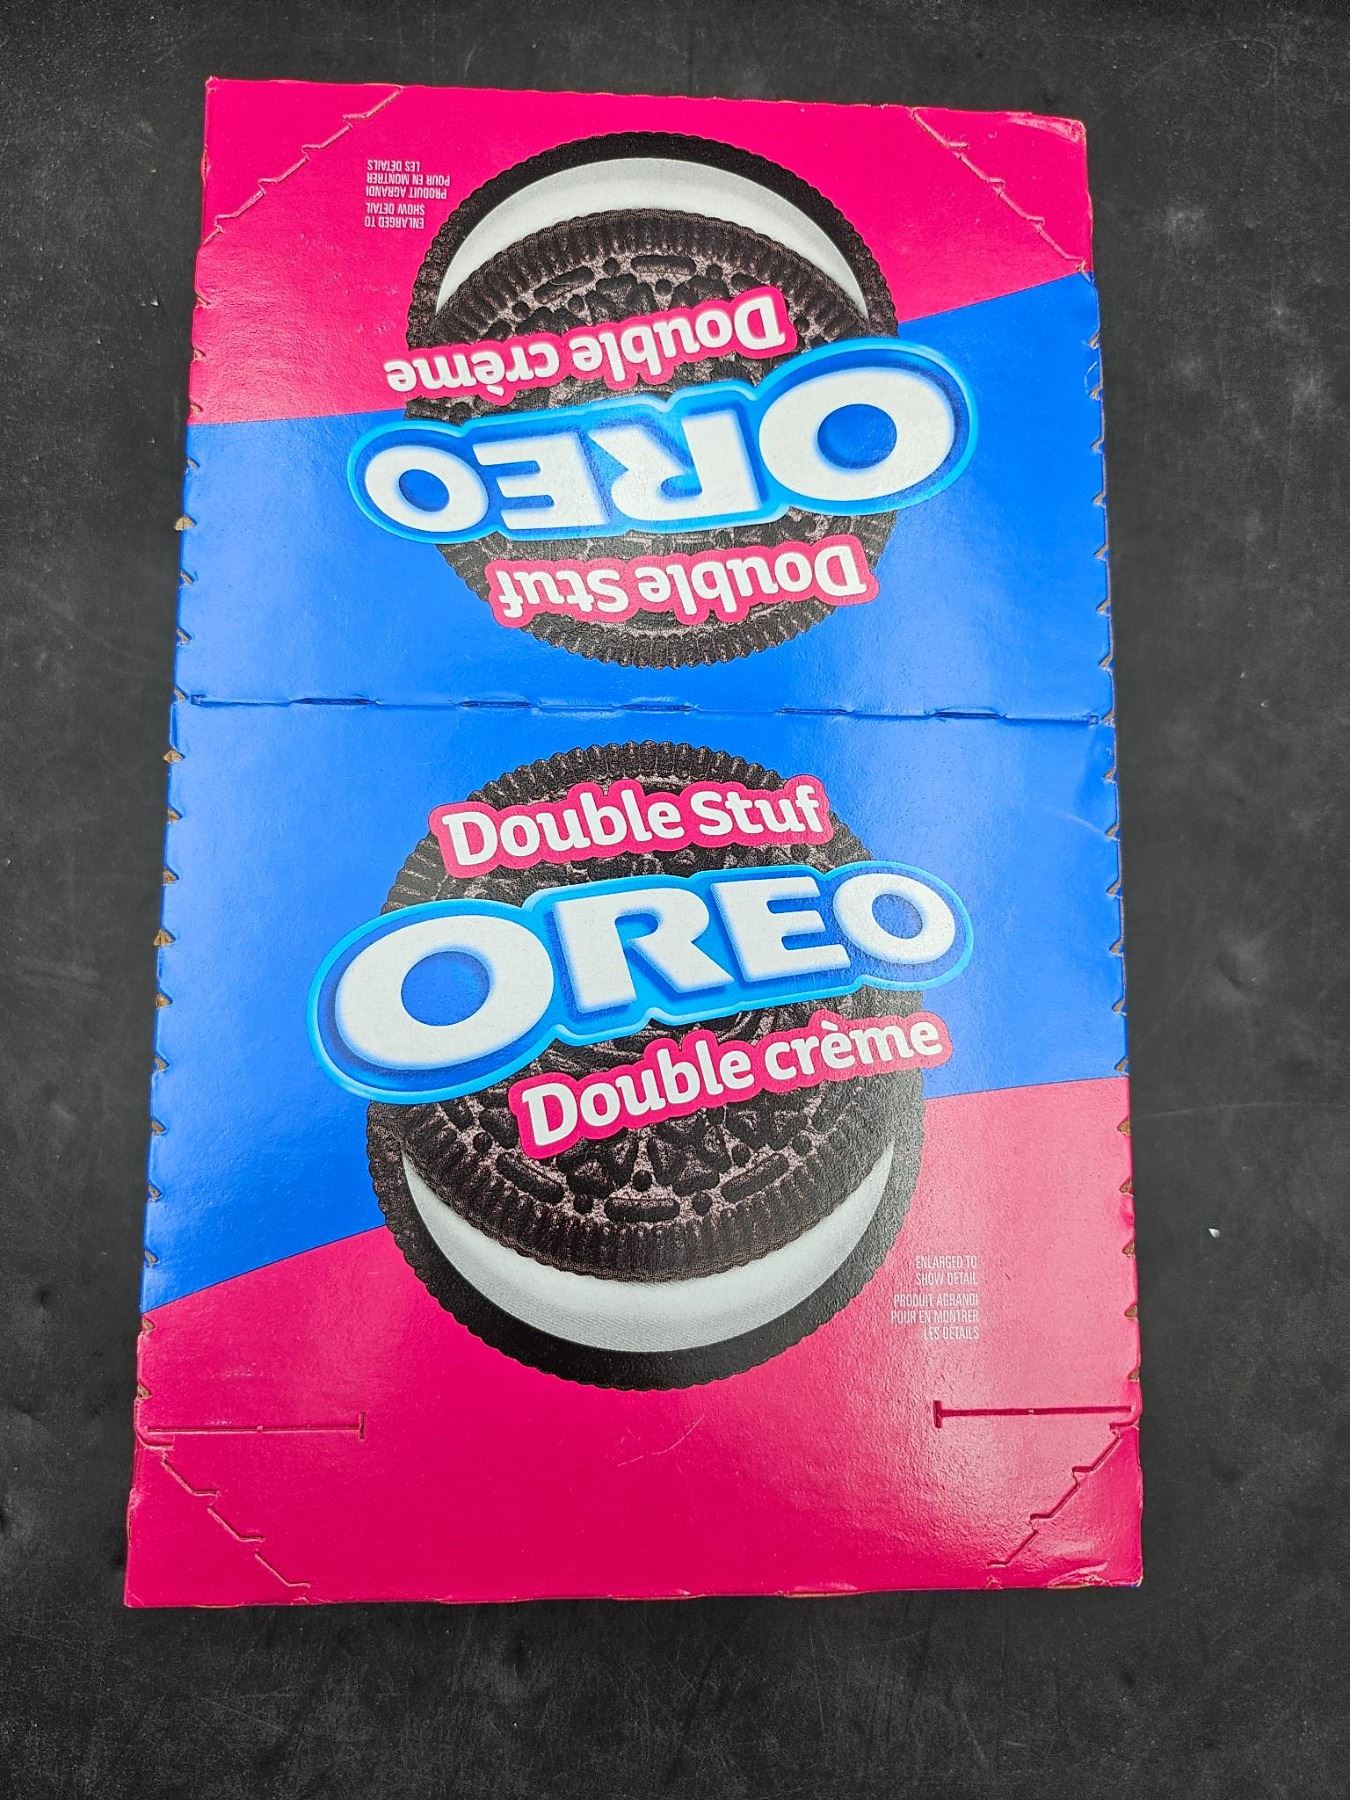 LES DÉTAILS
POUR EN MONTRER
PRODUIT AGRANDI
SHOW DETAIL
ENLARGED TO
Double crème
OREO
Double Stuf
Double Stuf
OREO
Double crème
ENLARGED TO
SHOW DETAIL
PRODUIT AGRANDI
POUR EN MONTRER
LES DÉTAILS